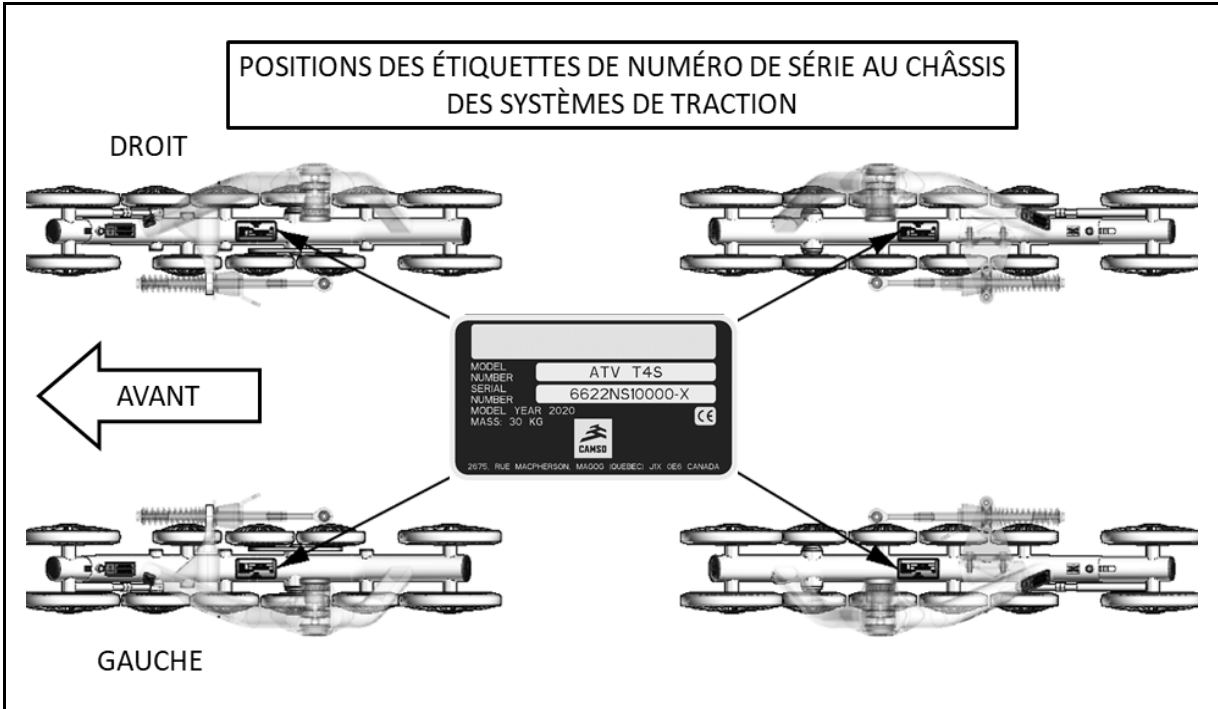 POSITIONS DES ÉTIQUETTES DE NUMÉRO DE SÉRIE AU CHÂSSIS
DES SYSTÈMES DE TRACTION
DROIT
AVANT
MODEL
NUMBER
ATV T4S
SERIAL
NUMBER
6622NS10000-X
MODEL YEAR 2020
MASS: 30 KG
CE
CAMSO
2675, RUE MACPHERSON, MAGOG (QUEBEC) J1X 0E6 CANADA
GAUCHE